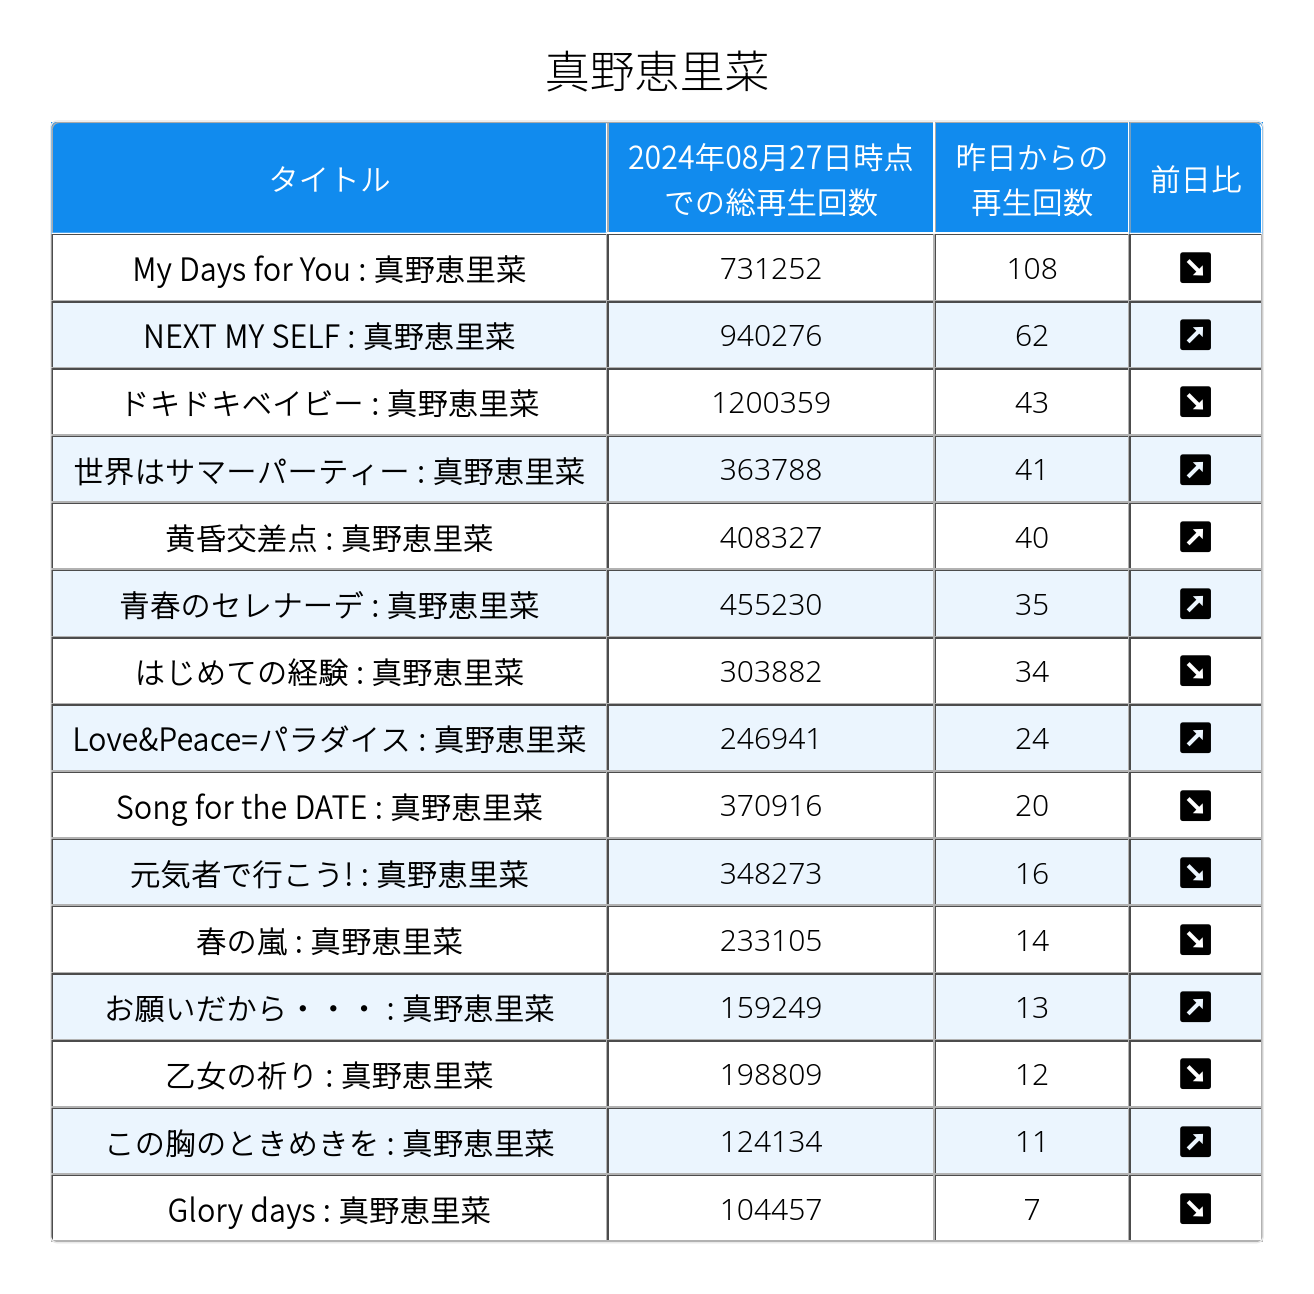 真野恵里菜
タイトル 2024年08月27日時点での総再生回数 昨日からの再生回数 前日比
My Days for You : 真野恵里菜 731252 108 ↘
NEXT MY SELF : 真野恵里菜 940276 62 ↗
ドキドキベイビー : 真野恵里菜 1200359 43 ↘
世界はサマーパーティー : 真野恵里菜 363788 41 ↗
黄昏交差点 : 真野恵里菜 408327 40 ↗
青春のセレナーデ : 真野恵里菜 455230 35 ↗
はじめての経験 : 真野恵里菜 303882 34 ↘
Love&Peace=パラダイス : 真野恵里菜 246941 24 ↗
Song for the DATE : 真野恵里菜 370916 20 ↘
元気者で行こう! : 真野恵里菜 348273 16 ↘
春の嵐 : 真野恵里菜 233105 14 ↘
お願いだから・・・ : 真野恵里菜 159249 13 ↗
乙女の祈り : 真野恵里菜 198809 12 ↘
この胸のときめきを : 真野恵里菜 124134 11 ↗
Glory days : 真野恵里菜 104457 7 ↘